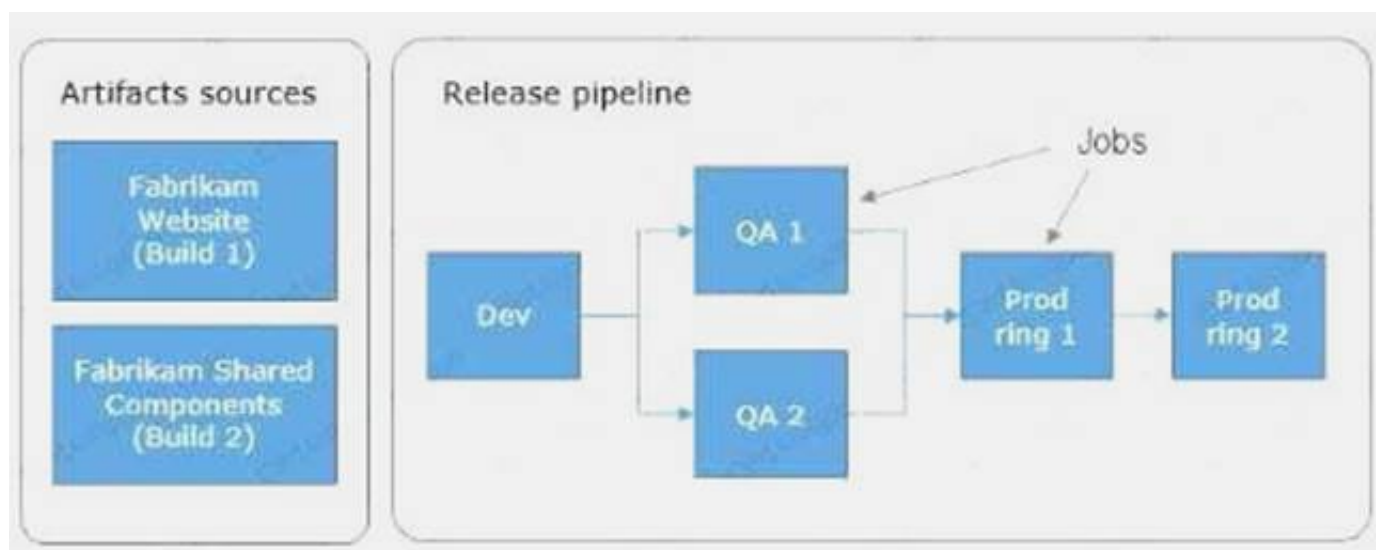 Artifacts sources
Fabrikam
Website
(Build 1)
Fabrikam Shared
Components
(Build 2)
Release pipeline
Jobs
Dev
QA 1
QA 2
Prod
ring 1
Prod
ring 2